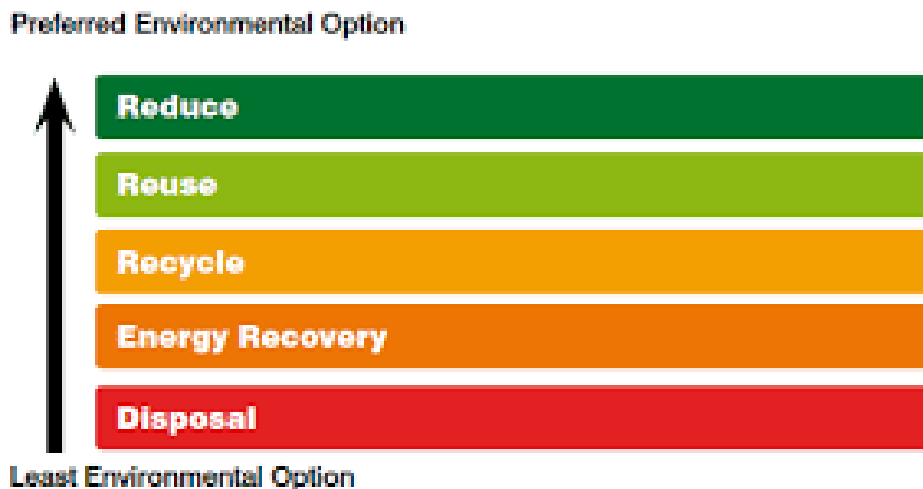 Preferred Environmental Option
Reduce
Reuse
Recycle
Energy Recovery
Disposal
Least Environmental Option